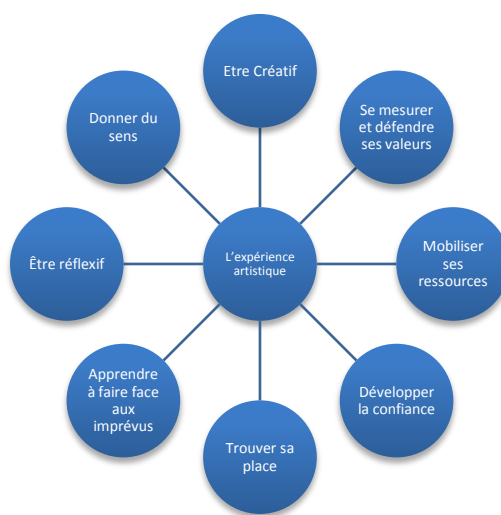 Etre Créatif
Se mesurer
et défendre
ses valeurs
Mobiliser
ses
ressources
Développer
la confiance
Trouver sa
place
Apprendre
à faire face
aux
imprévus
Être réflexif
Donner du
sens
L'expérience
artistique